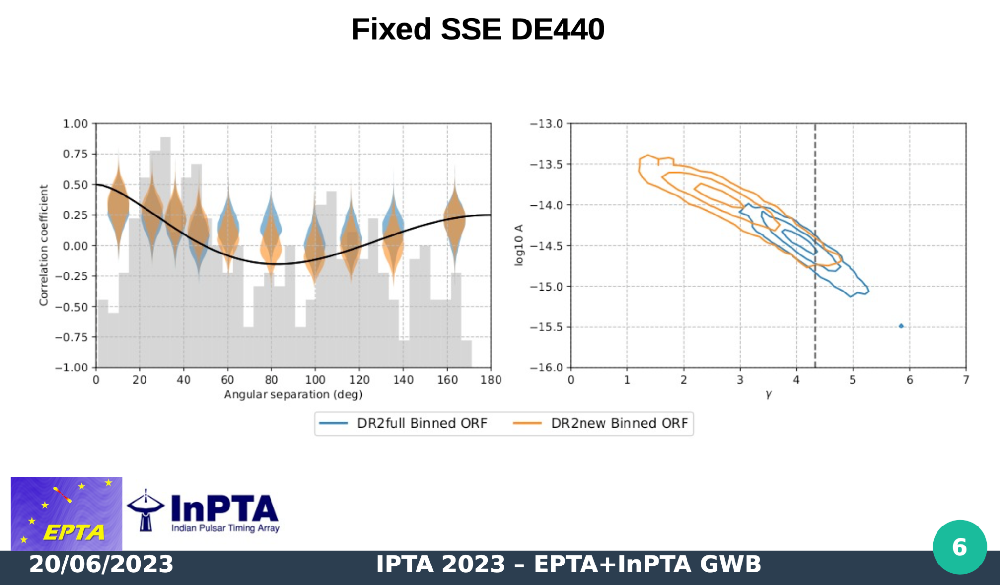 Fixed SSE DE440
1.00
0.75
0.50
0.25
0.00
−0.25
−0.50
−0.75
−1.00
Correlation coefficient
0 20 40 60 80 100 120 140 160 180
Angular separation (deg)
−13.0
−13.5
−14.0
−14.5
−15.0
−15.5
−16.0
log10 A
0 1 2 3 4 5 6 7
γ
DR2full Binned ORF DR2new Binned ORF
EPTA
InPTA
Indian Pulsar Timing Array
6
20/06/2023 IPTA 2023 – EPTA+InPTA GWB